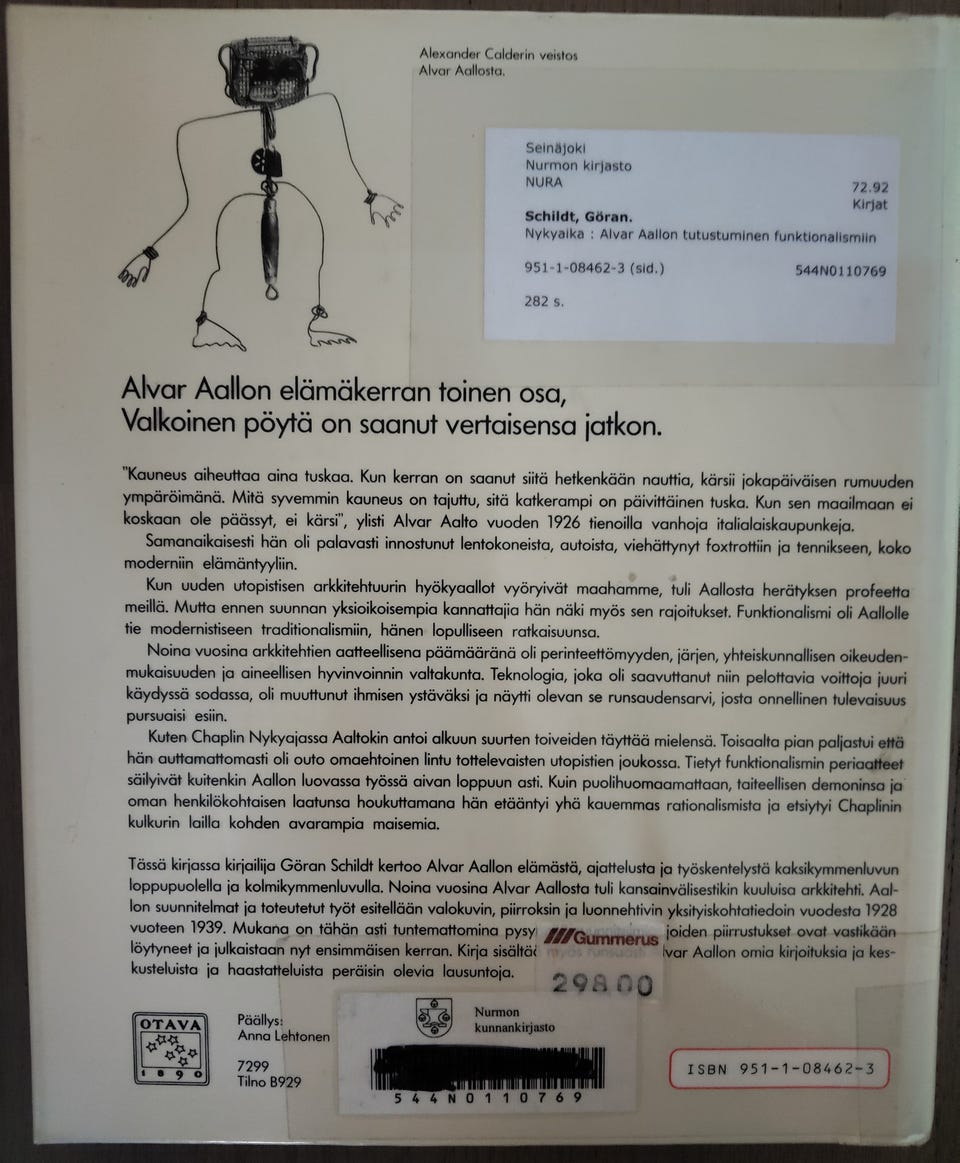 Alexander Calderin veistos
Alvar Aallosta.
Seinäjoki
Nurmon kirjasto
NURA
72.92
Kirjat
Schildt, Göran.
Nykyaika : Alvar Aallon tutustuminen funktionalismiin
951-1-08462-3 (sid.)
544N0110769
282 s.
Alvar Aallon elämäkerran toinen osa,
Valkoinen pöytä on saanut vertaisensa jatkon.
"Kauneus aiheuttaa aina tuskaa. Kun kerran on saanut siitä hetkenkään nauttia, kärsii jokapäiväisen rumuuden
ympäröimänä. Mitä syvemmin kauneus on tajuttu, sitä katkerampi on päivittäinen tuska. Kun sen maailmaan ei
koskaan ole päässyt, ei kärsi", ylisti Alvar Aalto vuoden 1926 tienoilla vanhoja italialaiskaupunkeja.
Samanaikaisesti hän oli palavasti innostunut lentokoneista, autoista, viehättynyt foxtrottiin ja tennikseen, koko
moderniin elämäntyyliin.
Kun uuden utopistisen arkkitehtuurin hyökyaallot vyöryivät maahamme, tuli Aallosta herätyksen profeetta
meillä. Mutta ennen suunnan yksioikoisempia kannattajia hän näki myös sen rajoitukset. Funktionalismi oli Aallolle
tie modernistiseen traditionalismiin, hänen lopulliseen ratkaisuunsa.
Noina vuosina arkkitehtien aatteellisena päämääränä oli perinteettömyyden, järjen, yhteiskunnallisen oikeuden-
mukaisuuden ja aineellisen hyvinvoinnin valtakunta. Teknologia, joka oli saavuttanut niin pelottavia voittoja juuri
käydyssä sodassa, oli muuttunut ihmisen ystäväksi ja näytti olevan se runsaudensarvi, josta onnellinen tulevaisuus
pursuaisi esiin.
Kuten Chaplin Nykyajassa Aaltokin antoi alkuun suurten toiveiden täyttää mielensä. Toisaalta pian paljastui että
hän auttamattomasti oli outo omaehtoinen lintu tottelevaisten utopistien joukossa. Tietyt funktionalismin periaatteet
säilyivät kuitenkin Aallon luovassa työssä aivan loppuun asti. Kuin puolihuomaamattaan, taiteellisen demoninsa ja
oman henkilökohtaisen laatunsa houkuttamana hän etääntyi yhä kauemmas rationalismista ja etsiytyi Chaplinin
kulkurin lailla kohden avarampia maisemia.
Tässä kirjassa kirjailija Göran Schildt kertoo Alvar Aallon elämästä, ajattelusta ja työskentelystä kaksikymmenluvun
loppupuolella ja kolmikymmenluvulla. Noina vuosina Alvar Aallosta tuli kansainvälisestikin kuuluisa arkkitehti. Aal-
lon suunnitelmat ja toteutetut työt esitellään valokuvin, piirroksin ja luonnehtivin yksityiskohtatiedoin vuodesta 1928
vuoteen 1939. Mukana on tähän asti tuntemattomina pysy joiden piirrustukset ovat vastikään
löytyneet ja julkaistaan nyt ensimmäisen kerran. Kirja sisältää lvar Aallon omia kirjoituksia ja kes-
kusteluista ja haastatteluista peräisin olevia lausuntoja.
Gummerus
298 00
OTAVA
1890
Päällys:
Anna Lehtonen
7299
Tilno B929
Nurmon
kunnankirjasto
544N0110769
ISBN 951-1-08462-3